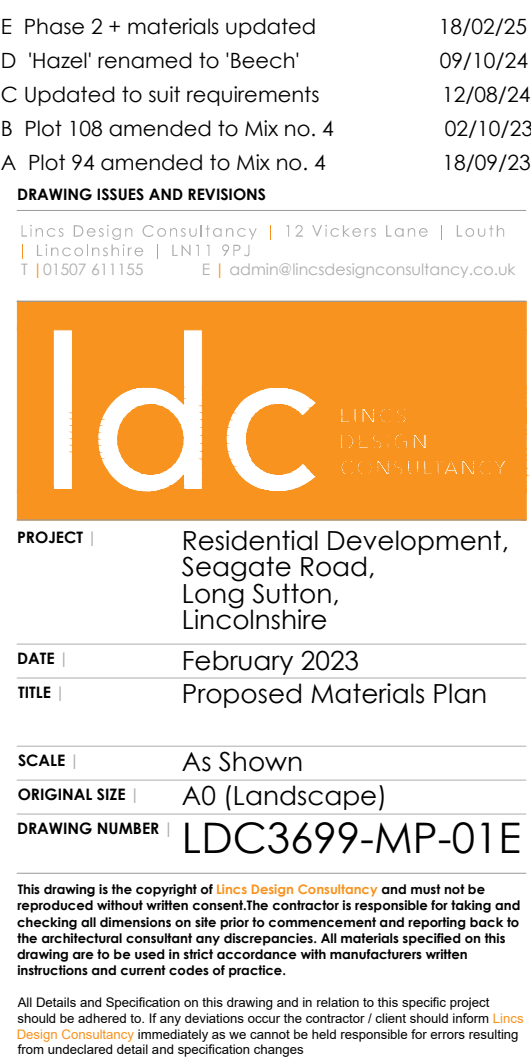 E Phase 2 + materials updated 18/02/25
D 'Hazel' renamed to 'Beech' 09/10/24
C Updated to suit requirements 12/08/24
B Plot 108 amended to Mix no. 4 02/10/23
A Plot 94 amended to Mix no. 4 18/09/23
DRAWING ISSUES AND REVISIONS
Lincs Design Consultancy | 12 Vickers Lane | Louth
| Lincolnshire | LN11 9PJ
T |01507 611155 E | admin@lincsdesignconsultancy.co.uk
ldc
LINCS
DESIGN
CONSULTANCY
PROJECT | Residential Development,
Seagate Road,
Long Sutton,
Lincolnshire
DATE | February 2023
TITLE | Proposed Materials Plan
SCALE | As Shown
ORIGINAL SIZE | A0 (Landscape)
DRAWING NUMBER | LDC3699-MP-01E
This drawing is the copyright of Lincs Design Consultancy and must not be
reproduced without written consent.The contractor is responsible for taking and
checking all dimensions on site prior to commencement and reporting back to
the architectural consultant any discrepancies. All materials specified on this
drawing are to be used in strict accordance with manufacturers written
instructions and current codes of practice.
All Details and Specification on this drawing and in relation to this specific project
should be adhered to. If any deviations occur the contractor / client should inform Lincs
Design Consultancy immediately as we cannot be held responsible for errors resulting
from undeclared detail and specification changes